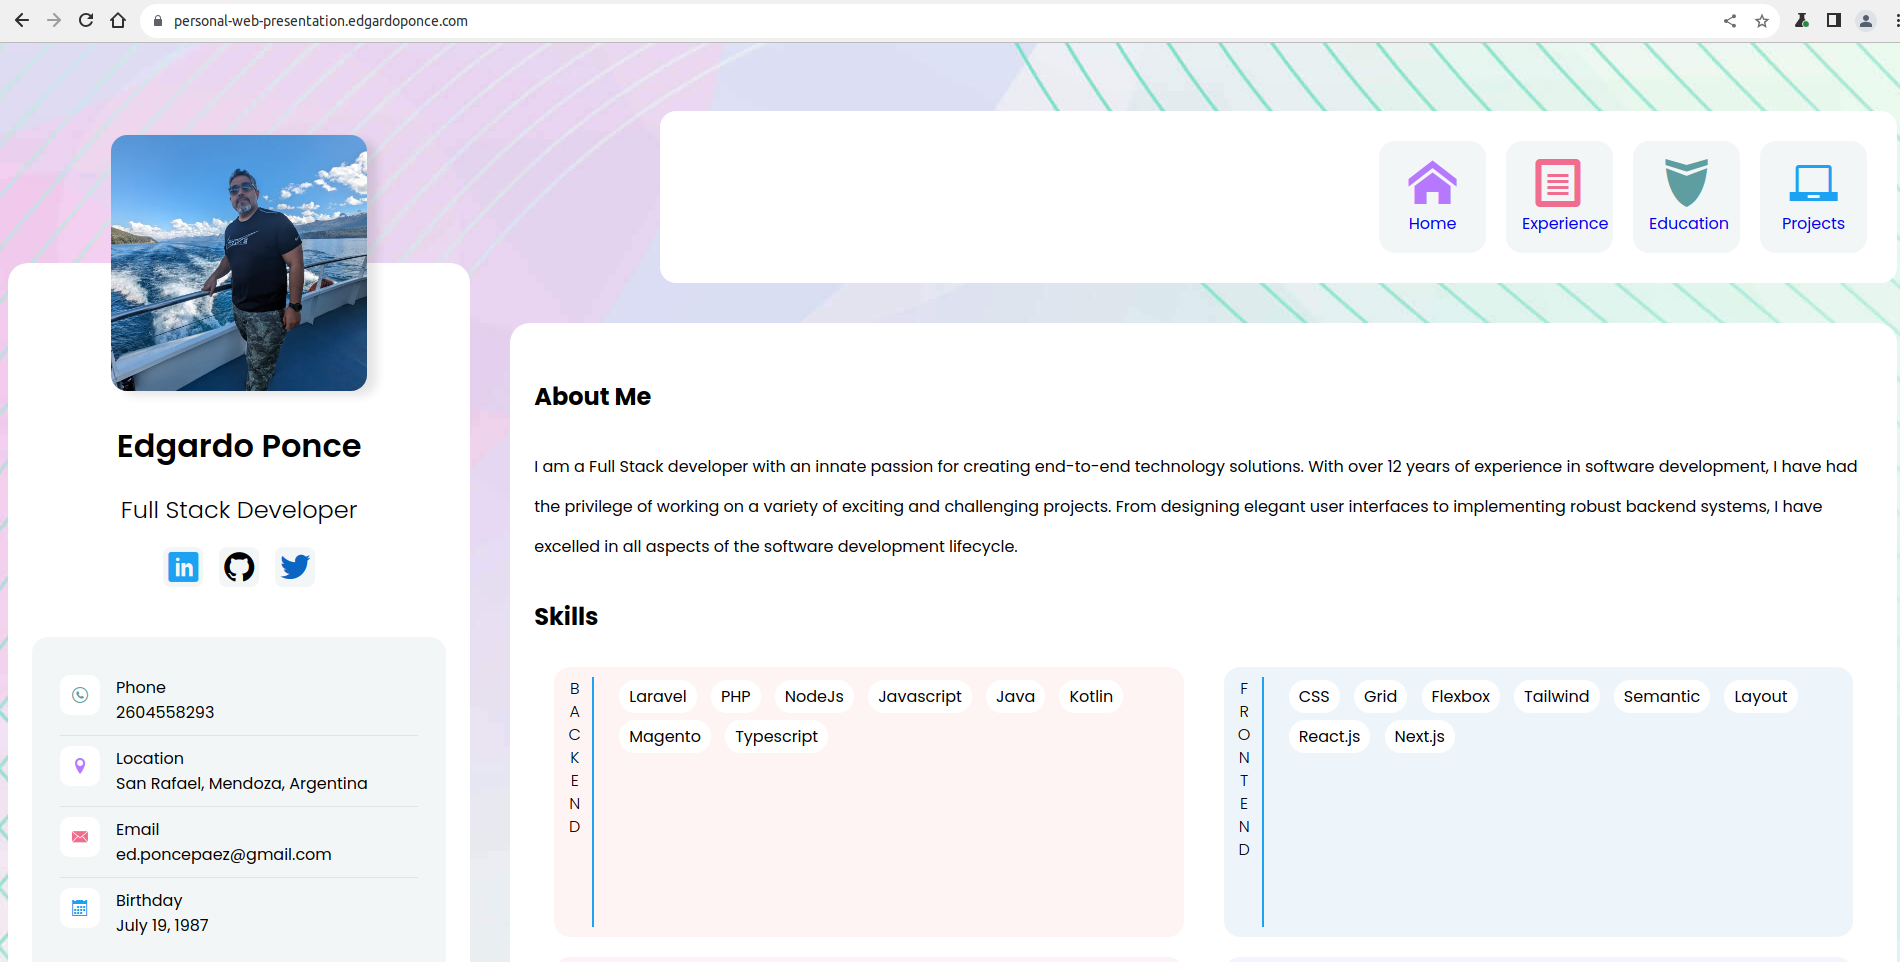 personal-web-presentation.edgardoponce.com
Home
Experience
Education
Projects
Edgardo Ponce
Full Stack Developer
in
Phone
2604558293
Location
San Rafael, Mendoza, Argentina
Email
ed.poncepaez@gmail.com
Birthday
July 19, 1987
About Me
I am a Full Stack developer with an innate passion for creating end-to-end technology solutions. With over 12 years of experience in software development, I have had
the privilege of working on a variety of exciting and challenging projects. From designing elegant user interfaces to implementing robust backend systems, I have
excelled in all aspects of the software development lifecycle.
Skills
BACKEND
Laravel PHP NodeJs Javascript Java Kotlin
Magento Typescript
FRONTEND
CSS Grid Flexbox Tailwind Semantic Layout
React.js Next.js